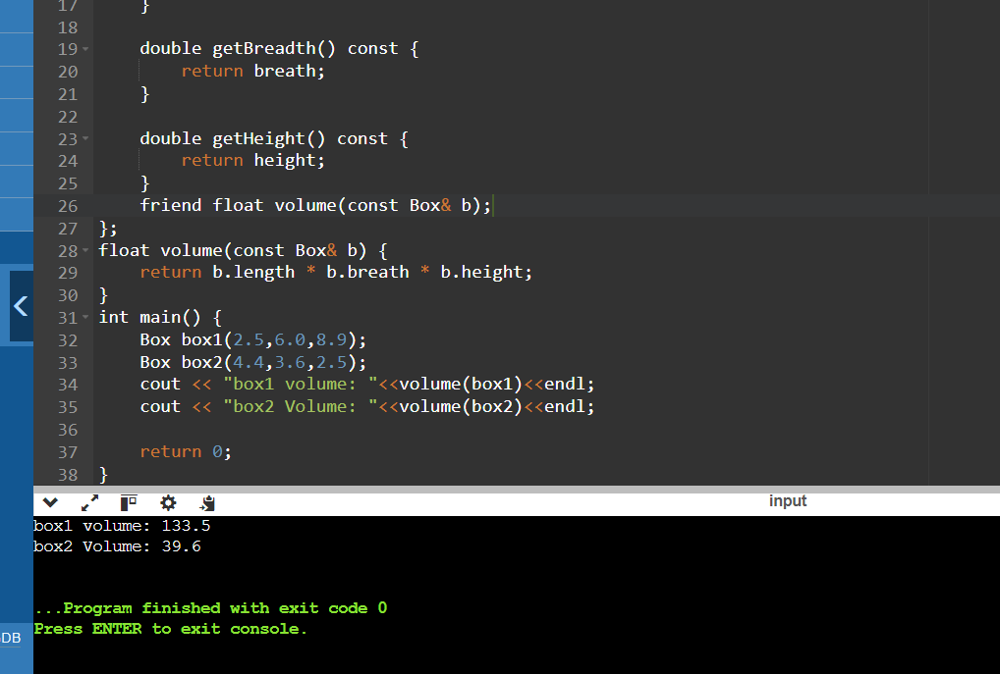 17     }
18
19     double getBreadth() const {
20         return breath;
21     }
22
23     double getHeight() const {
24         return height;
25     }
26     friend float volume(const Box& b);
27 };
28 float volume(const Box& b) {
29     return b.length * b.breath * b.height;
30 }
31 int main() {
32     Box box1(2.5,6.0,8.9);
33     Box box2(4.4,3.6,2.5);
34     cout << "box1 volume: "<<volume(box1)<<endl;
35     cout << "box2 Volume: "<<volume(box2)<<endl;
36
37     return 0;
38 }
input
box1 volume: 133.5
box2 Volume: 39.6
...Program finished with exit code 0
Press ENTER to exit console.
DB